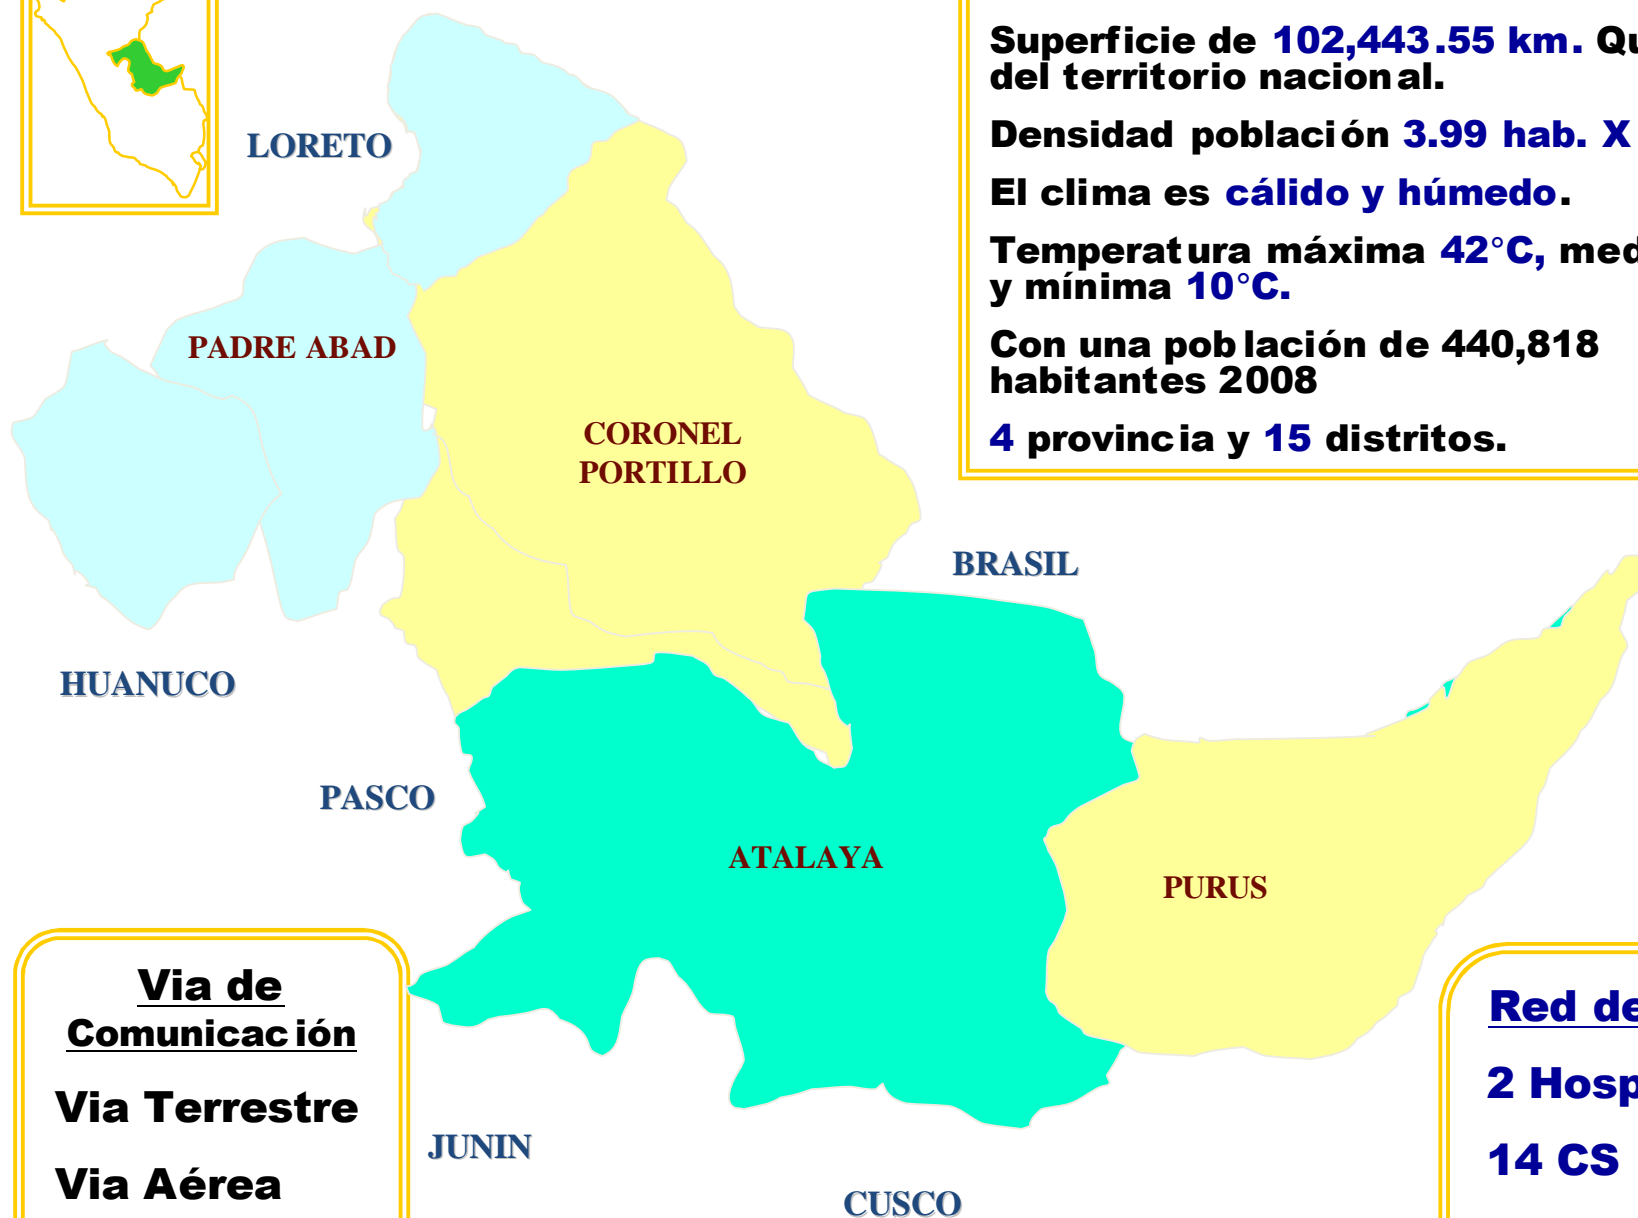 Superficie de 102,443.55 km.
del territorio nacional.
Densidad población 3.99 hab. X
El clima es cálido y húmedo.
Temperatura máxima 42°C,
y mínima 10°C.
Con una población de 440,818
habitantes 2008
4 provincia y 15 distritos.
LORETO
PADRE ABAD
CORONEL
PORTILLO
BRASIL
HUANUCO
PASCO
ATALAYA
PURUS
Via de
Comunicación
Via Terrestre
Via Aérea
JUNIN
CUSCO
Red de
2
14 CS